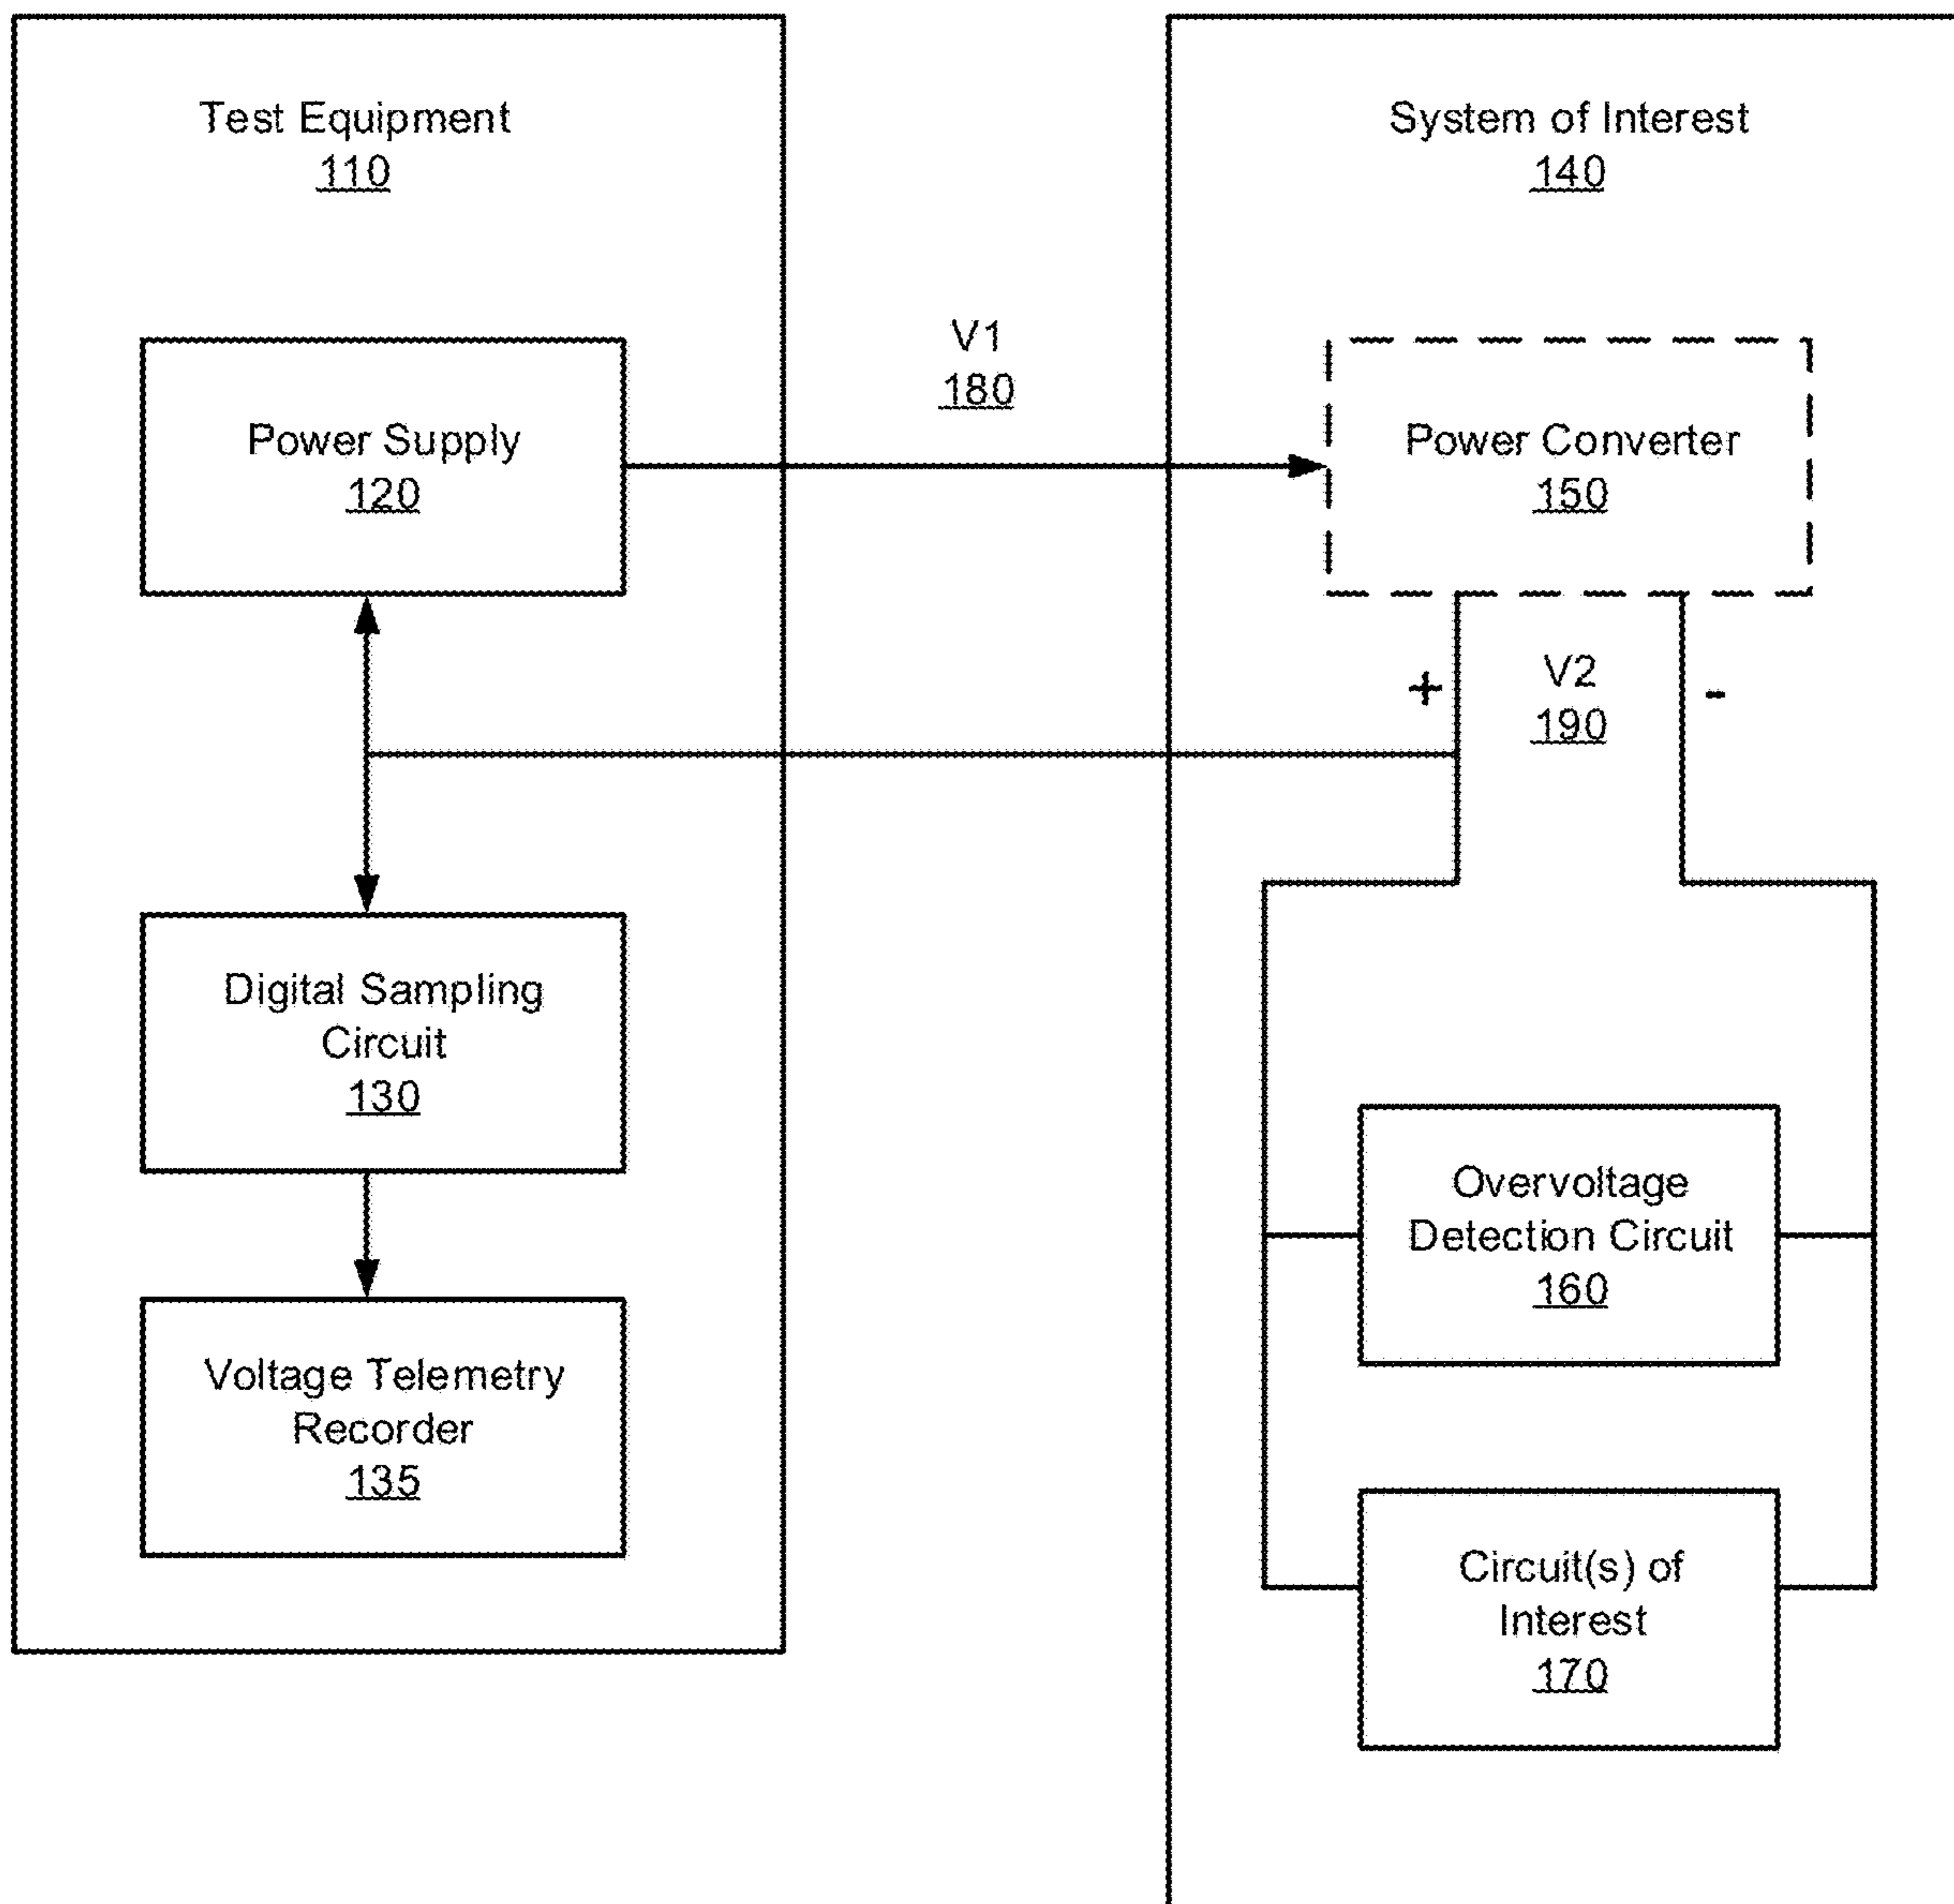 Test Equipment
110
Power Supply
120
Digital Sampling
Circuit
130
Voltage Telemetry
Recorder
135
V1
180
System of Interest
140
Power Converter
150
+
V2
190
-
Overvoltage
Detection Circuit
160
Circuit(s) of
Interest
170